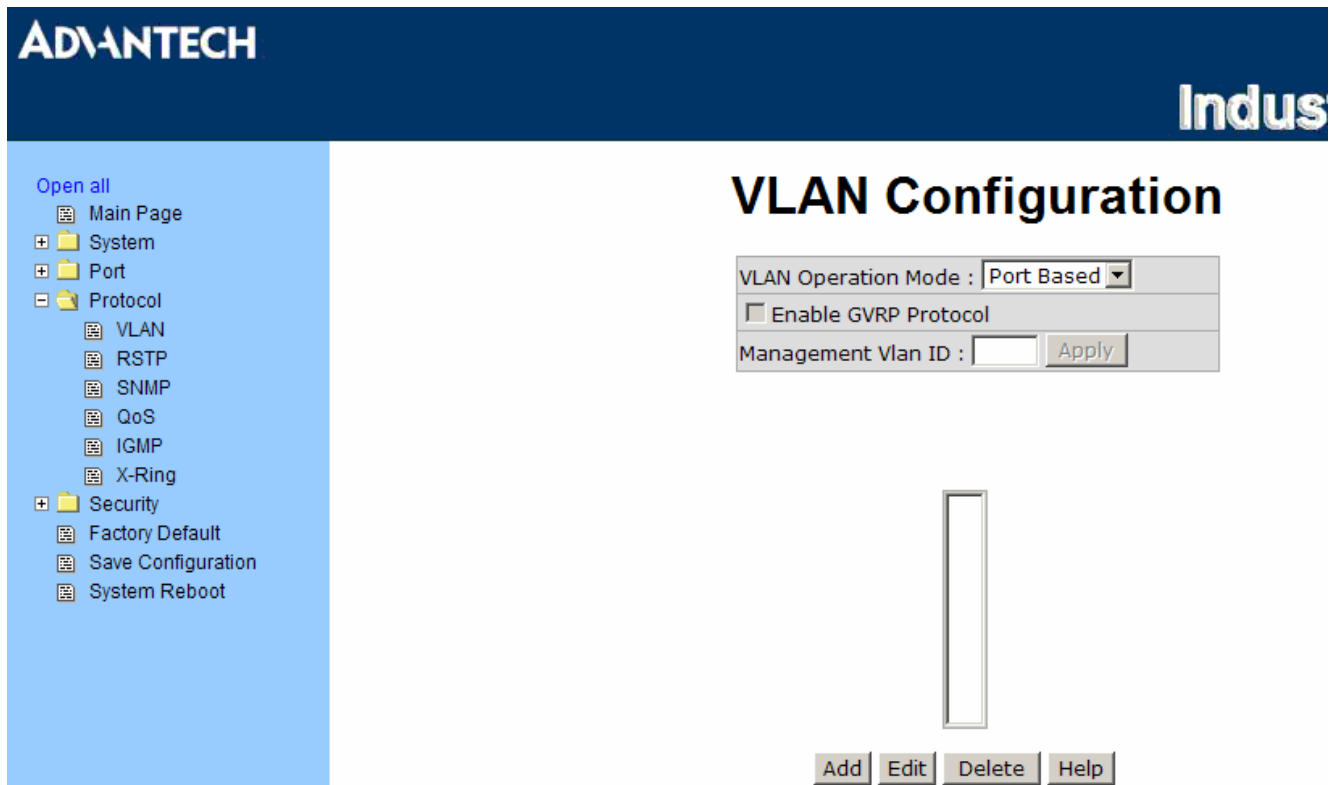 ADVANTECH
Indus
Open all
Main Page
System
Port
Protocol
VLAN
RSTP
SNMP
QoS
IGMP
X-Ring
Security
Factory Default
Save Configuration
System Reboot
VLAN Configuration
VLAN Operation Mode : Port Based
Enable GVRP Protocol
Management Vlan ID : Apply
Add Edit Delete Help